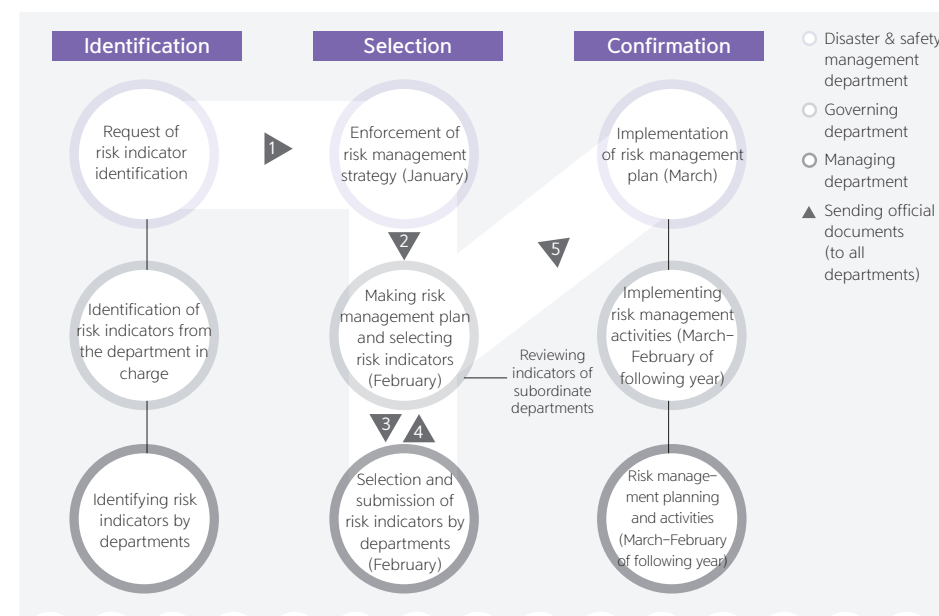 Identification
Selection
Confirmation
Request of
risk indicator
identification
1
Enforcement of
risk management
strategy (January)
Implementation
of risk management
plan (March)
2
5
Identification of
risk indicators from
the department in
charge
Making risk
management plan
and selecting
risk indicators
(February)
Reviewing
indicators of
subordinate
departments
Implementing
risk management
activities (March–
February of
following year)
3
4
Identifying risk
indicators by
departments
Selection and
submission of
risk indicators by
departments
(February)
Risk manage–
ment planning
and activities
(March–February
of following year)
Disaster & safety
management
department
Governing
department
Managing
department
Sending official
documents
(to all
departments)